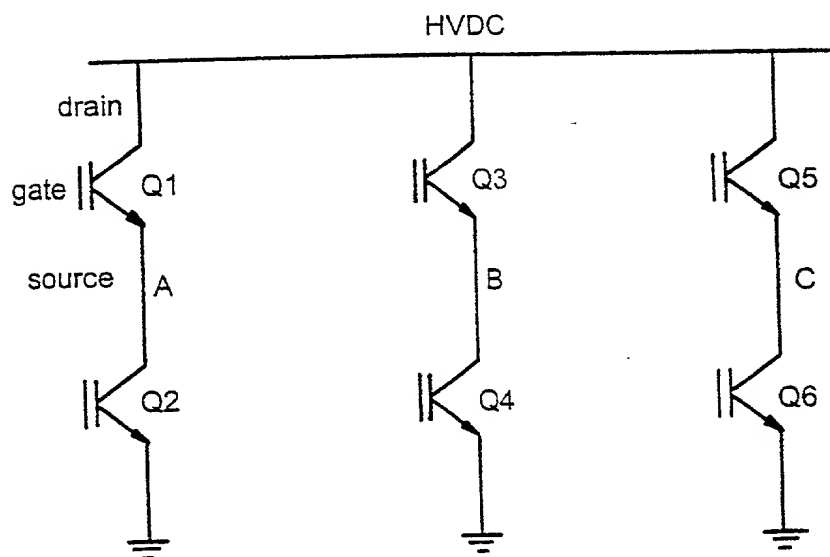 HVDC
drain
gate Q1 Q3 Q5
source A B C
Q2 Q4 Q6